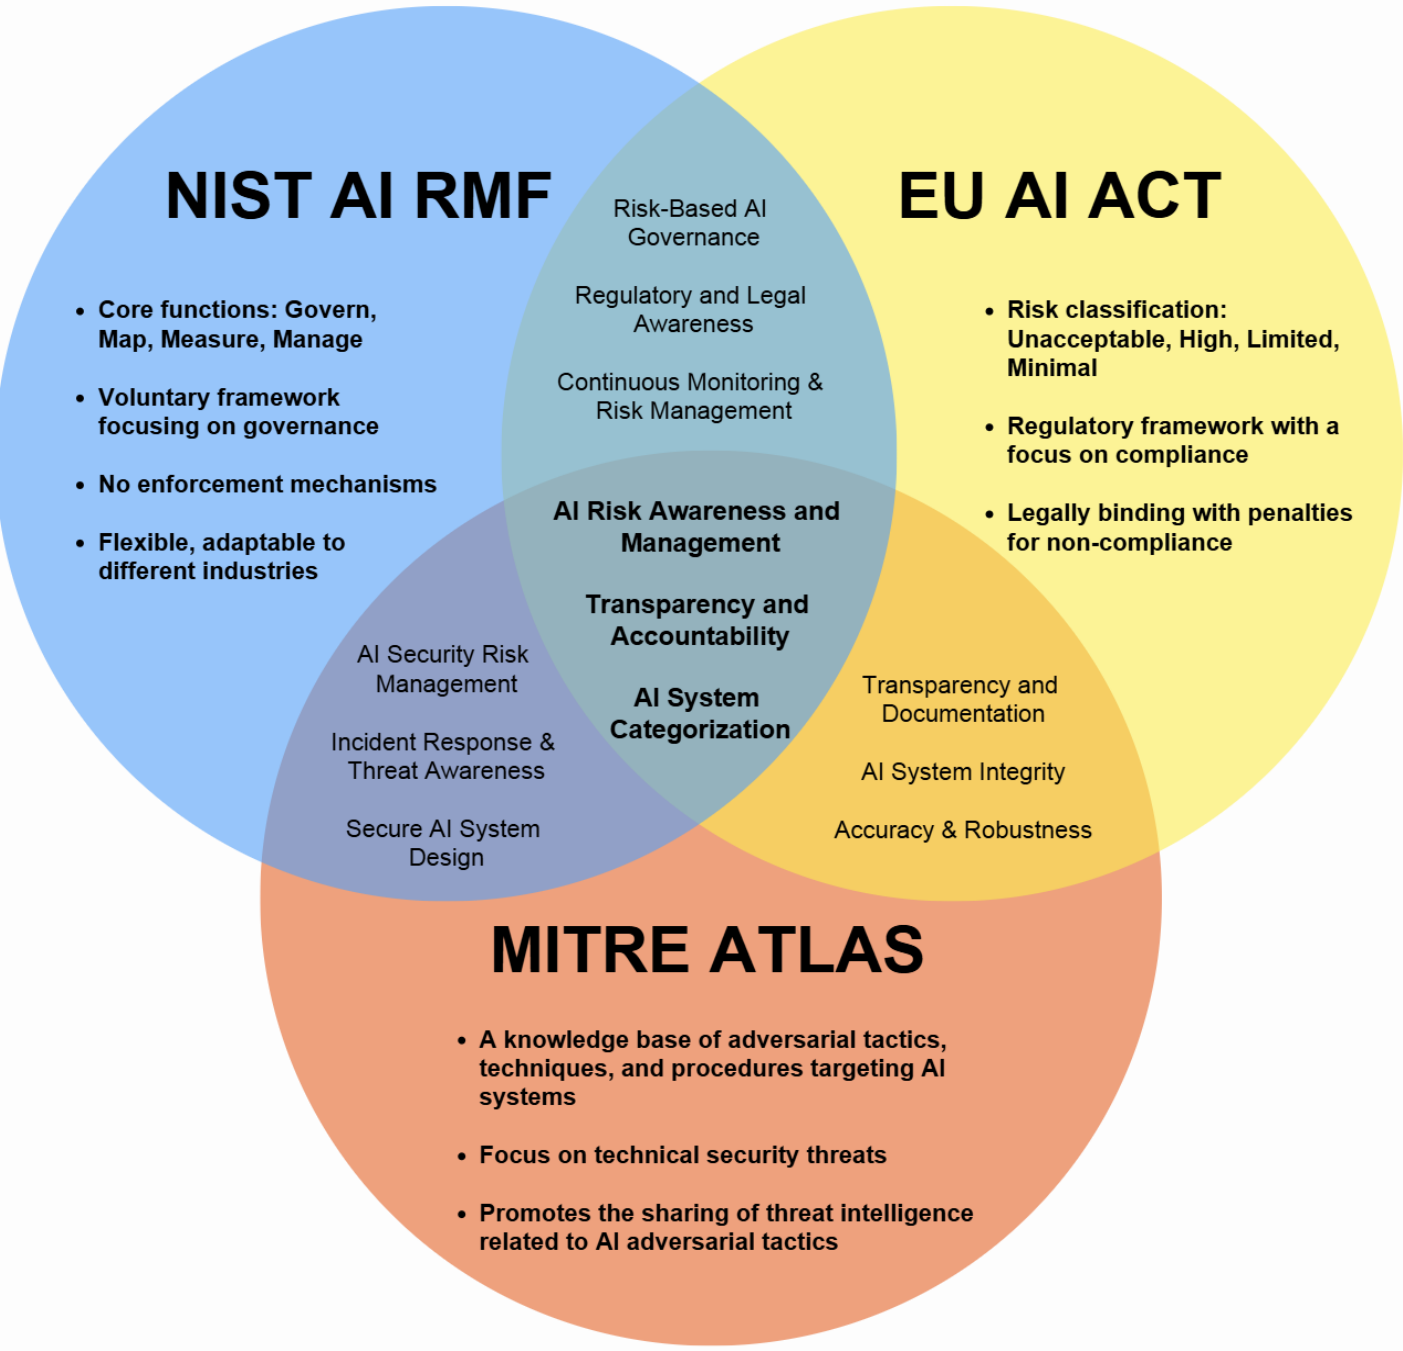 NIST AI RMF
• Core functions: Govern,
Map, Measure, Manage
• Voluntary framework
focusing on governance
• No enforcement mechanisms
• Flexible, adaptable to
different industries
Risk-Based AI
Governance
Regulatory and Legal
Awareness
Continuous Monitoring &
Risk Management
EU AI ACT
• Risk classification:
Unacceptable, High, Limited,
Minimal
• Regulatory framework with a
focus on compliance
• Legally binding with penalties
for non-compliance
AI Risk Awareness and
Management
Transparency and
Accountability
AI System
Categorization
AI Security Risk
Management
Incident Response &
Threat Awareness
Secure AI System
Design
Transparency and
Documentation
AI System Integrity
Accuracy & Robustness
MITRE ATLAS
• A knowledge base of adversarial tactics,
techniques, and procedures targeting AI
systems
• Focus on technical security threats
• Promotes the sharing of threat intelligence
related to AI adversarial tactics